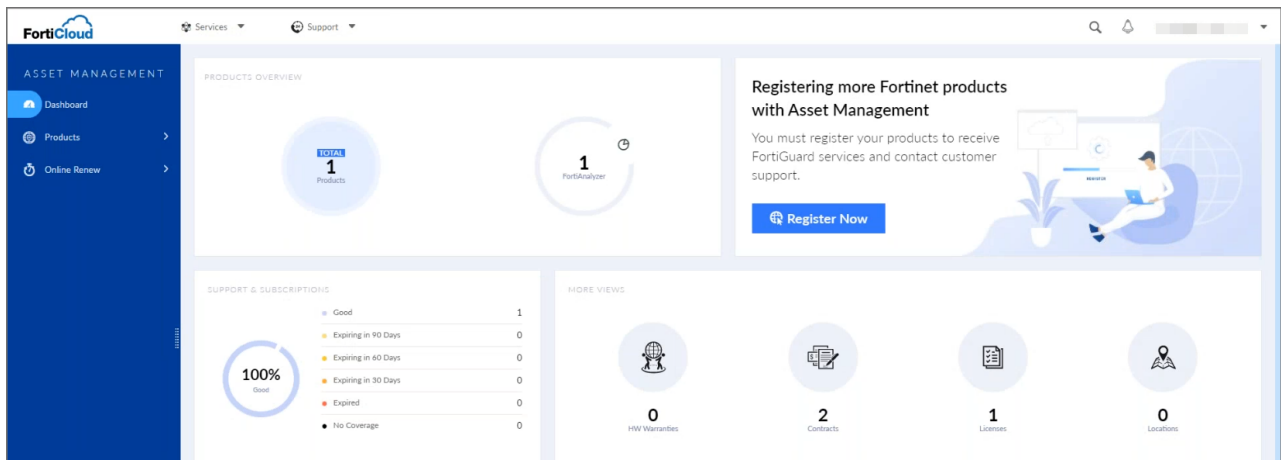 FortiCloud
Services
Support
ASSET MANAGEMENT
Dashboard
Products
Online Renew
PRODUCTS OVERVIEW
TOTAL
1
Products
1
FortiAnalyzer
Registering more Fortinet products
with Asset Management
You must register your products to receive
FortiGuard services and contact customer
support.
Register Now
REGISTER
SUPPORT & SUBSCRIPTIONS
100%
Good
Good 1
Expiring in 90 Days 0
Expiring in 60 Days 0
Expiring in 30 Days 0
Expired 0
No Coverage 0
MORE VIEWS
0
HW Warranties
2
Contracts
1
Licenses
0
Locations